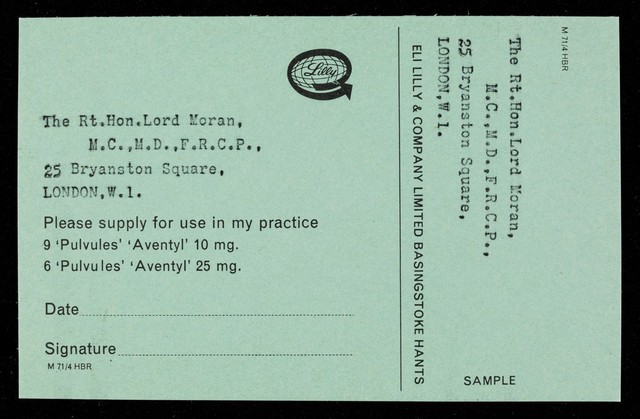 Lilly
The Rt.Hon.Lord Moran,
M.C.,M.D.,F.R.C.P.,
25 Bryanston Square,
LONDON,W.1.
Please supply for use in my practice
9 'Pulvules' 'Aventyl' 10 mg.
6 'Pulvules' 'Aventyl' 25 mg.
Date
Signature
M 71/4 HBR
M 71/4 HBR
The Rt.Hon.Lord Moran,
M.C.,M.D.,F.R.C.P.,
25 Bryanston Square,
LONDON,W.1.
ELI LILLY & COMPANY LIMITED BASINGSTOKE HANTS
SAMPLE